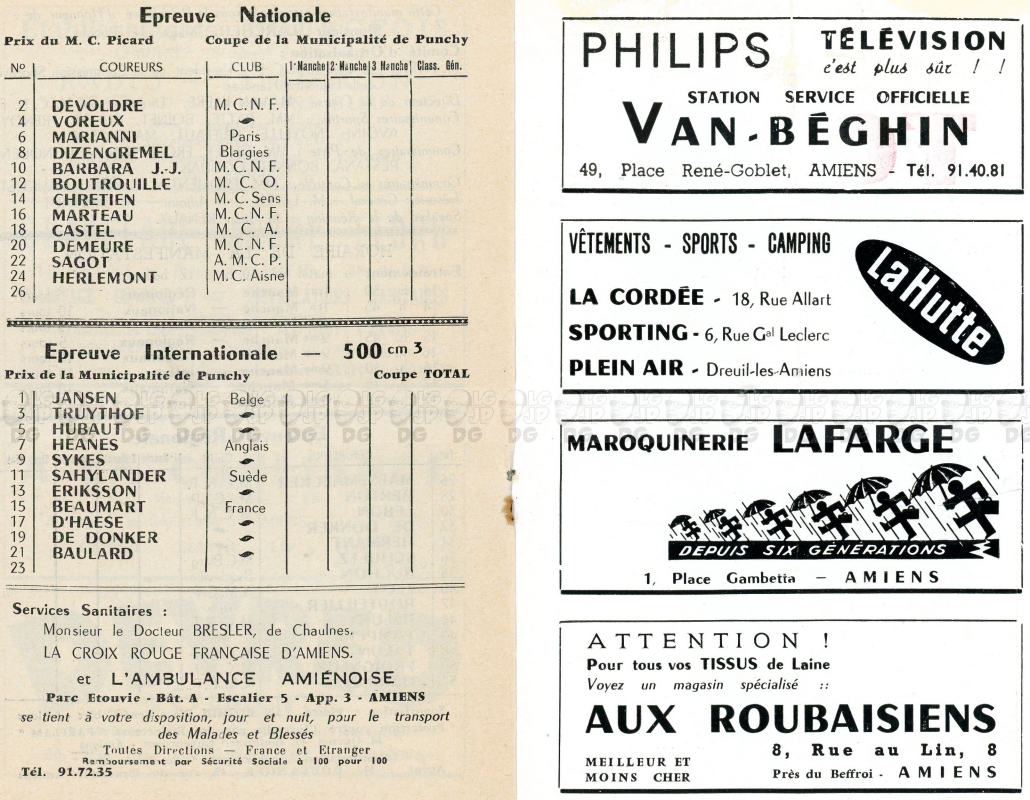 Epreuve Nationale
Prix du M. C. Picard Coupe de la Municipalité de Punchy
No COUREURS CLUB 1e Manche 2e Manche 3 Manche Class. Gén.
2 DEVOLDRE M. C. N. F.
4 VOREUX
6 MARIANNI Paris
8 DIZENGREMEL Blargies
10 BARBARA J.-J. M. C. N. F.
12 BOUTROUILLE M. C. O.
14 CHRETIEN M. C. Sens
16 MARTEAU M. C. N. F.
18 CASTEL M. C. A.
20 DEMEURE M. C. N. F.
22 SAGOT A. M. C. P.
24 HERLEMONT M. C. Aisne
26
Epreuve Internationale — 500 cm 3
Prix de la Municipalité de Punchy Coupe TOTAL
1 JANSEN Belge
3 TRUYTHOF
5 HUBAUT
7 HEANES Anglais
9 SYKES
11 SAHYLANDER Suède
13 ERIKSSON
15 BEAUMART France
17 D'HAESE
19 DE DONKER
21 BAULARD
23
Services Sanitaires :
Monsieur le Docteur BRESLER, de Chaulnes.
LA CROIX ROUGE FRANÇAISE D'AMIENS.
et L'AMBULANCE AMIÉNOISE
Parc Etouvie - Bât. A - Escalier 5 - App. 3 - AMIENS
se tient à votre disposition, jour et nuit, pour le transport
des Malades et Blessés
Toutes Directions — France et Etranger
Remboursement par Sécurité Sociale à 100 pour 100
Tél. 91.72.35
PHILIPS TÉLÉVISION
c'est plus sûr ! !
STATION SERVICE OFFICIELLE
VAN-BÉGHIN
49, Place René-Goblet, AMIENS - Tél. 91.40.81
VÊTEMENTS - SPORTS - CAMPING
LA CORDÉE - 18, Rue Allart
SPORTING - 6, Rue Gal Leclerc
PLEIN AIR - Dreuil-les-Amiens
La Hutte
MAROQUINERIE LAFARGE
DEPUIS SIX GÉNÉRATIONS
1, Place Gambetta — AMIENS
ATTENTION !
Pour tous vos TISSUS de Laine
Voyez un magasin spécialisé ::
AUX ROUBAISIENS
8, Rue au Lin, 8
MEILLEUR ET
MOINS CHER
Près du Beffroi - AMIENS